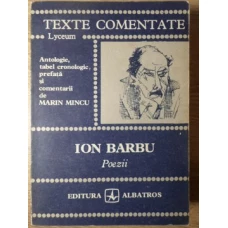 TEXTE COMENTATE
Lyceum
Antologie,
tabel cronologic,
prefață
și
comentarii
de
MARIN MINCU
ION BARBU
Poezii
EDITURA ALBATROS